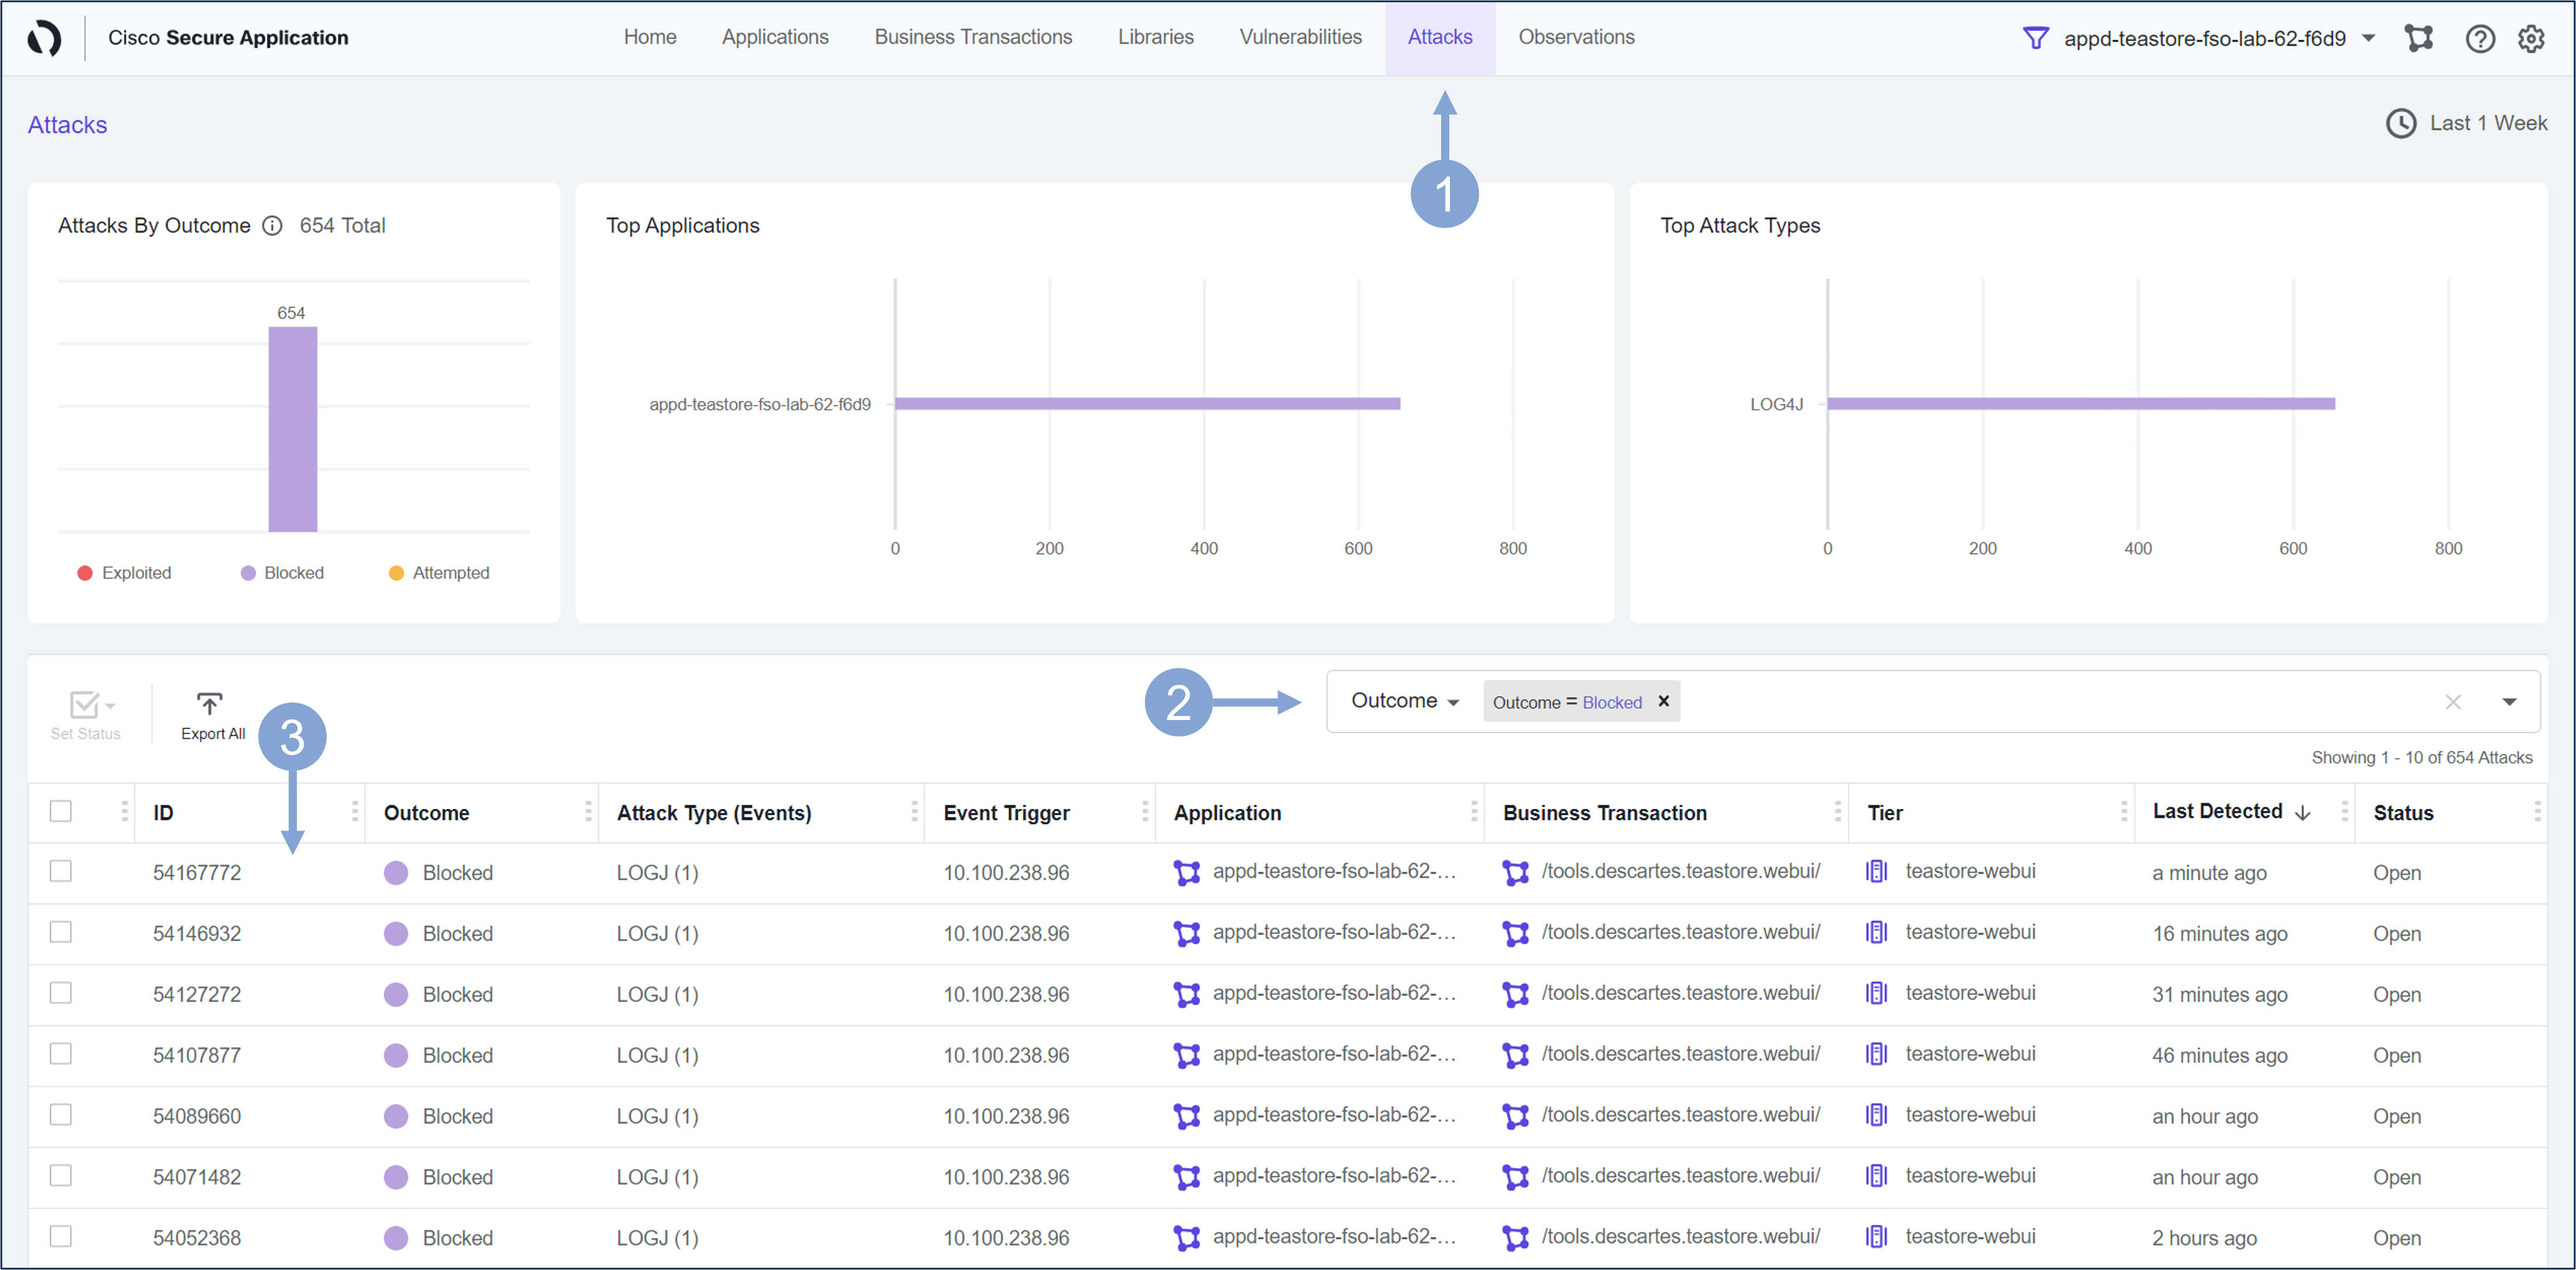 Cisco Secure Application Home Applications Business Transactions Libraries Vulnerabilities Attacks Observations appd-teastore-fso-lab-62-f6d9
Attacks Last 1 Week
1
Attacks By Outcome 654 Total
654
Exploited Blocked Attempted
Top Applications
appd-teastore-fso-lab-62-f6d9
0 200 400 600 800
Top Attack Types
LOG4J
0 200 400 600 800
Set Status Export All
3
2
Outcome Outcome = Blocked
Showing 1 - 10 of 654 Attacks
ID Outcome Attack Type (Events) Event Trigger Application Business Transaction Tier Last Detected Status
54167772 Blocked LOGJ (1) 10.100.238.96 appd-teastore-fso-lab-62-... /tools.descartes.teastore.webui/ teastore-webui a minute ago Open
54146932 Blocked LOGJ (1) 10.100.238.96 appd-teastore-fso-lab-62-... /tools.descartes.teastore.webui/ teastore-webui 16 minutes ago Open
54127272 Blocked LOGJ (1) 10.100.238.96 appd-teastore-fso-lab-62-... /tools.descartes.teastore.webui/ teastore-webui 31 minutes ago Open
54107877 Blocked LOGJ (1) 10.100.238.96 appd-teastore-fso-lab-62-... /tools.descartes.teastore.webui/ teastore-webui 46 minutes ago Open
54089660 Blocked LOGJ (1) 10.100.238.96 appd-teastore-fso-lab-62-... /tools.descartes.teastore.webui/ teastore-webui an hour ago Open
54071482 Blocked LOGJ (1) 10.100.238.96 appd-teastore-fso-lab-62-... /tools.descartes.teastore.webui/ teastore-webui an hour ago Open
54052368 Blocked LOGJ (1) 10.100.238.96 appd-teastore-fso-lab-62-... /tools.descartes.teastore.webui/ teastore-webui 2 hours ago Open